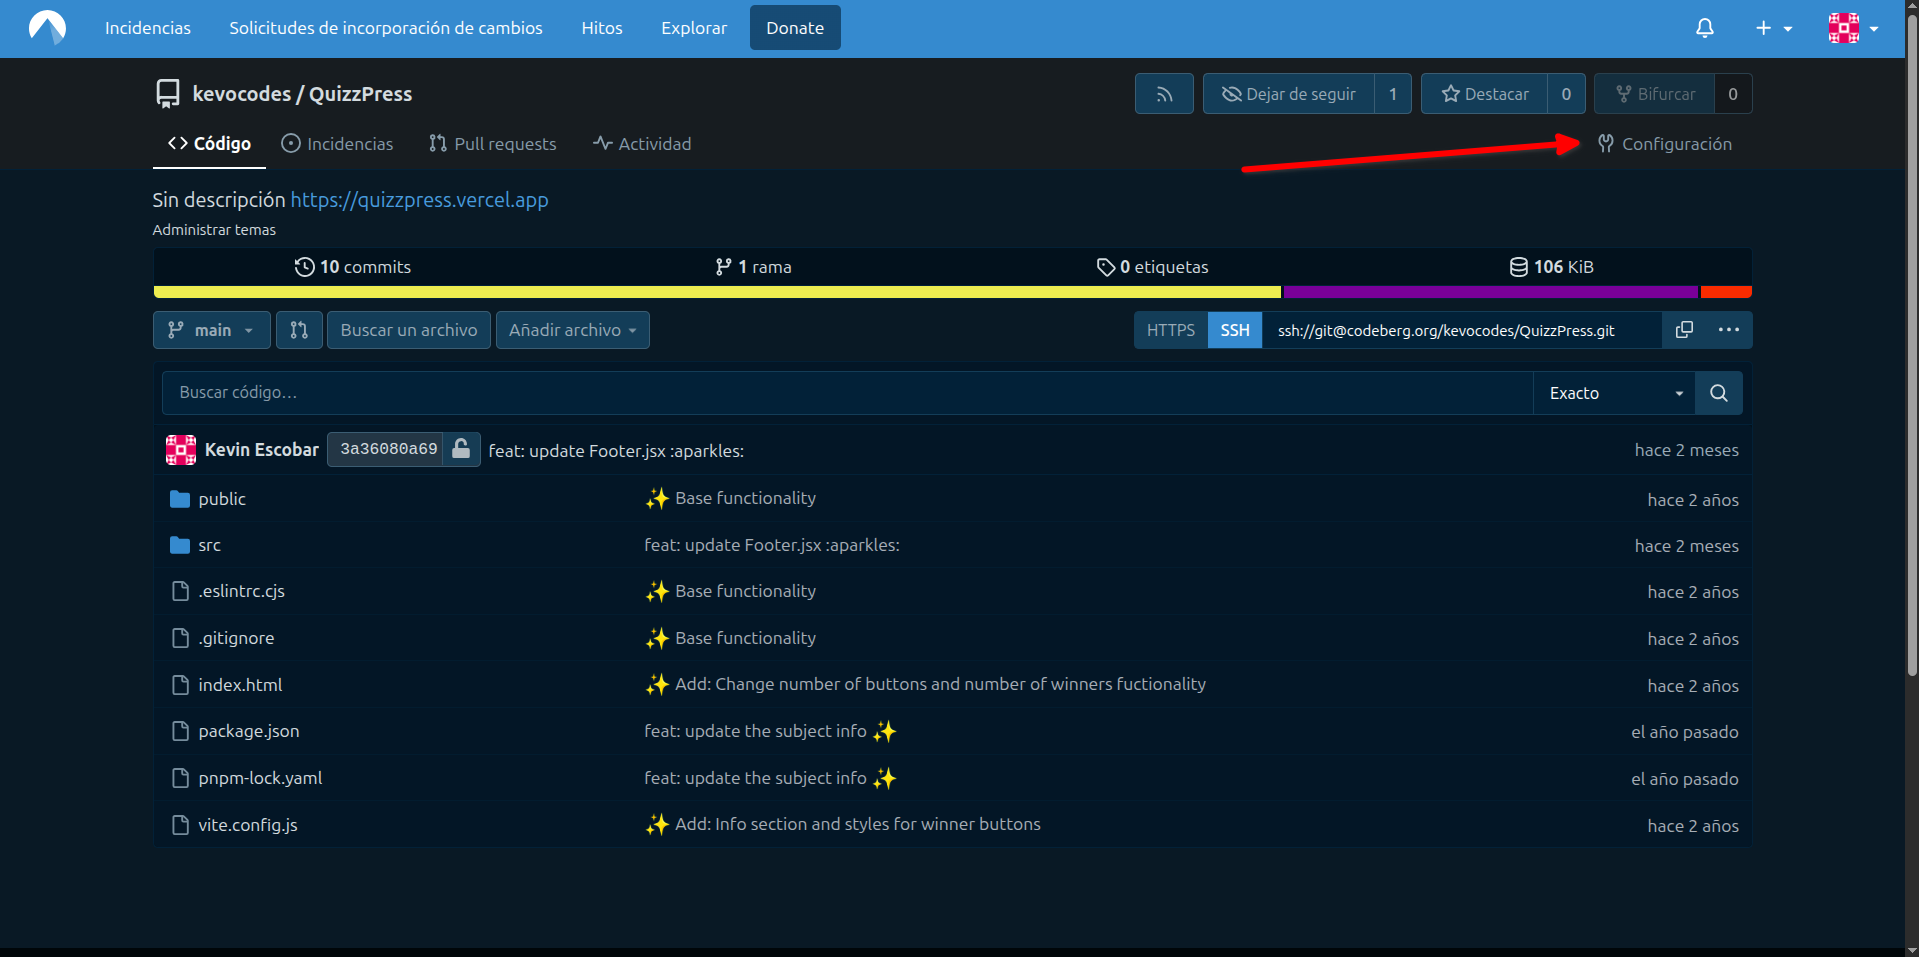 Incidencias Solicitudes de incorporación de cambios Hitos Explorar Donate
kevocodes / QuizzPress Dejar de seguir 1 Destacar 0 Bifurcar 0
Código Incidencias Pull requests Actividad Configuración
Sin descripción https://quizzpress.vercel.app
Administrar temas
10 commits 1 rama 0 etiquetas 106 KiB
main Buscar un archivo Añadir archivo HTTPS SSH ssh://git@codeberg.org/kevocodes/QuizzPress.git
Buscar código… Exacto
Kevin Escobar 3a36080a69 feat: update Footer.jsx :aparkles: hace 2 meses
public ✨ Base functionality hace 2 años
src feat: update Footer.jsx :aparkles: hace 2 meses
.eslintrc.cjs ✨ Base functionality hace 2 años
.gitignore ✨ Base functionality hace 2 años
index.html ✨ Add: Change number of buttons and number of winners fuctionality hace 2 años
package.json feat: update the subject info ✨ el año pasado
pnpm-lock.yaml feat: update the subject info ✨ el año pasado
vite.config.js ✨ Add: Info section and styles for winner buttons hace 2 años